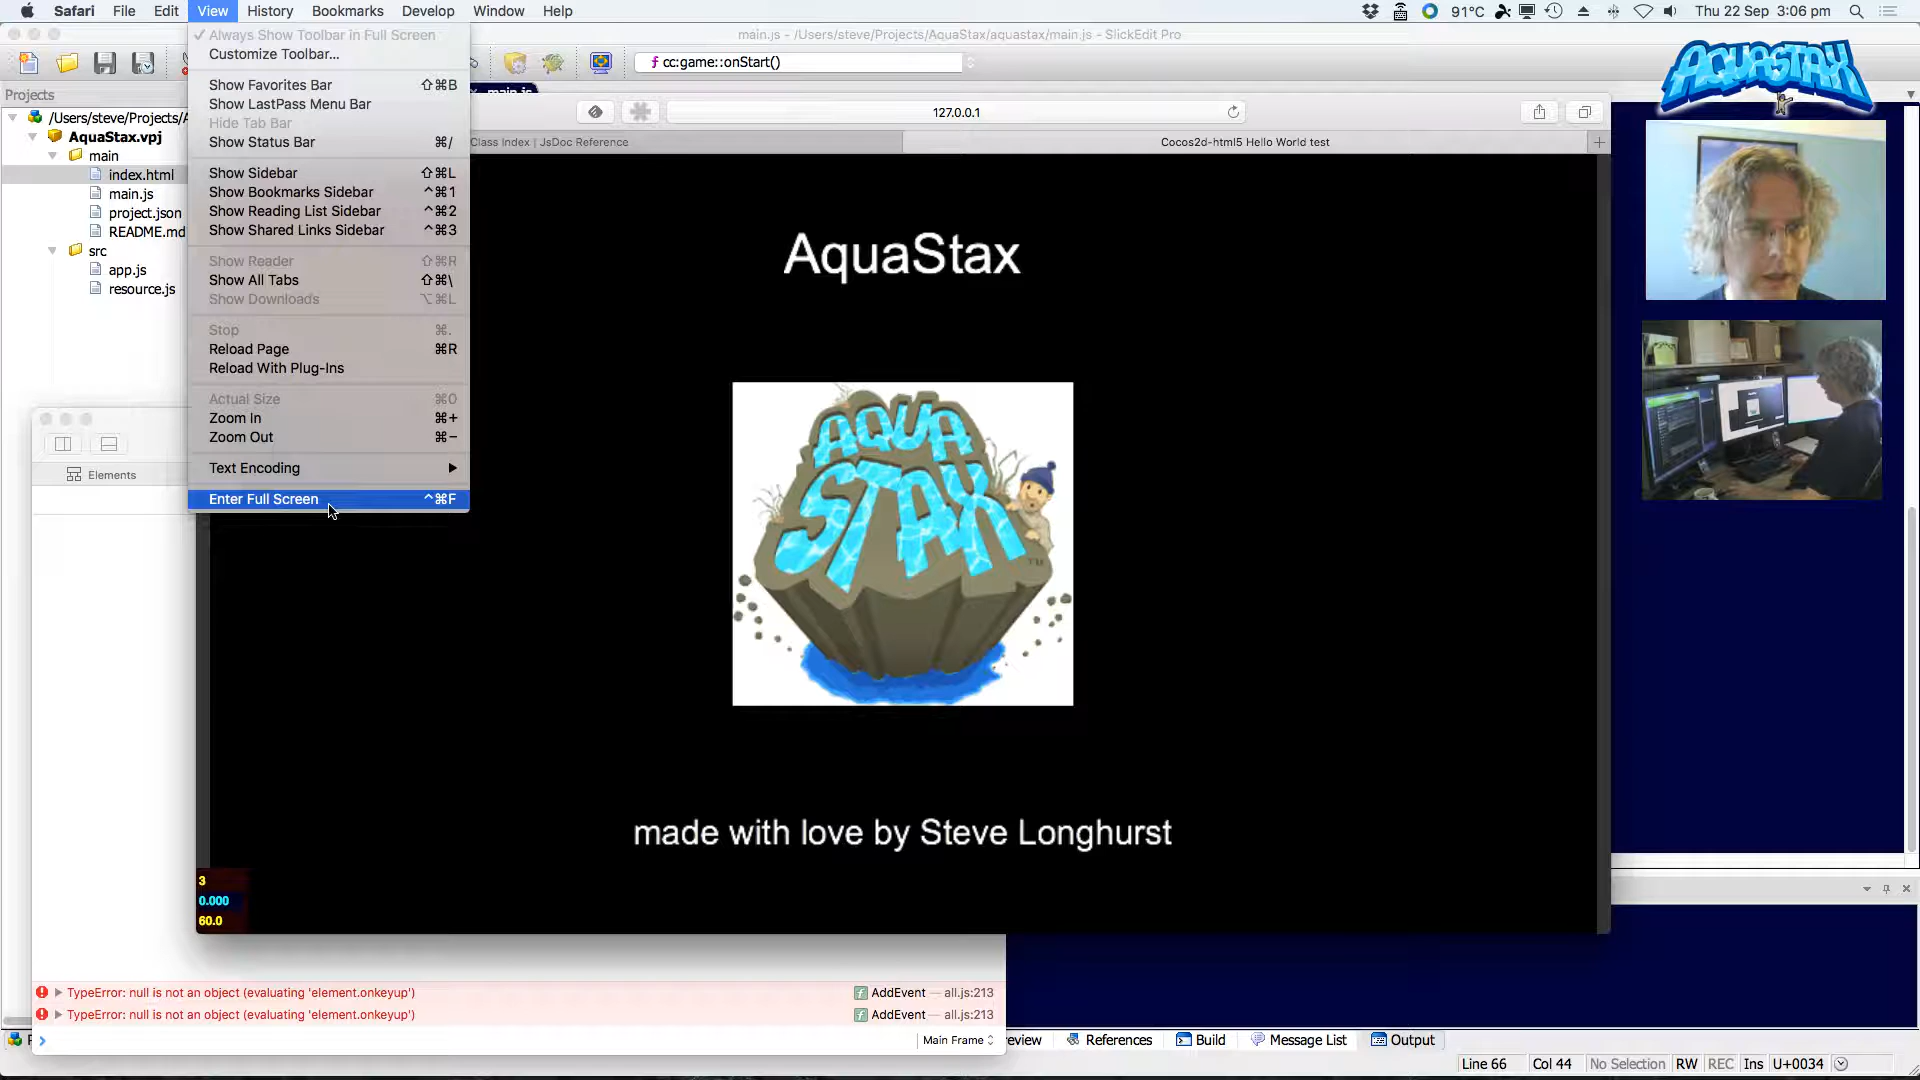 Safari File Edit View History Bookmarks Develop Window Help
91°C Thu 22 Sep 3:06 pm
main.js - /Users/steve/Projects/AquaStax/aquastax/main.js - SlickEdit Pro
✓ Always Show Toolbar in Full Screen
Customize Toolbar...
Show Favorites Bar ⇧⌘B
Show LastPass Menu Bar
Hide Tab Bar
Show Status Bar ⌘/
Show Sidebar ⇧⌘L
Show Bookmarks Sidebar ^⌘1
Show Reading List Sidebar ^⌘2
Show Shared Links Sidebar ^⌘3
Show Reader ⇧⌘R
Show All Tabs ⇧⌘\
Show Downloads ⌥⌘L
Stop ⌘.
Reload Page ⌘R
Reload With Plug-Ins
Actual Size ⌘0
Zoom In ⌘+
Zoom Out ⌘−
Text Encoding
Enter Full Screen ^⌘F
cc:game::onStart()
main.js
Projects
/Users/steve/Projects/A
AquaStax.vpj
main
index.html
main.js
project.json
README.md
src
app.js
resource.js
Elements
127.0.0.1
Class Index | JsDoc Reference
Cocos2d-html5 Hello World test
AquaStax
AQUA
STAX
TM
made with love by Steve Longhurst
3
0.000
60.0
AQUASTAX
TypeError: null is not an object (evaluating 'element.onkeyup') AddEvent — all.js:213
TypeError: null is not an object (evaluating 'element.onkeyup') AddEvent — all.js:213
Main Frame
review References Build Message List Output
Line 66 Col 44 No Selection RW REC Ins U+0034